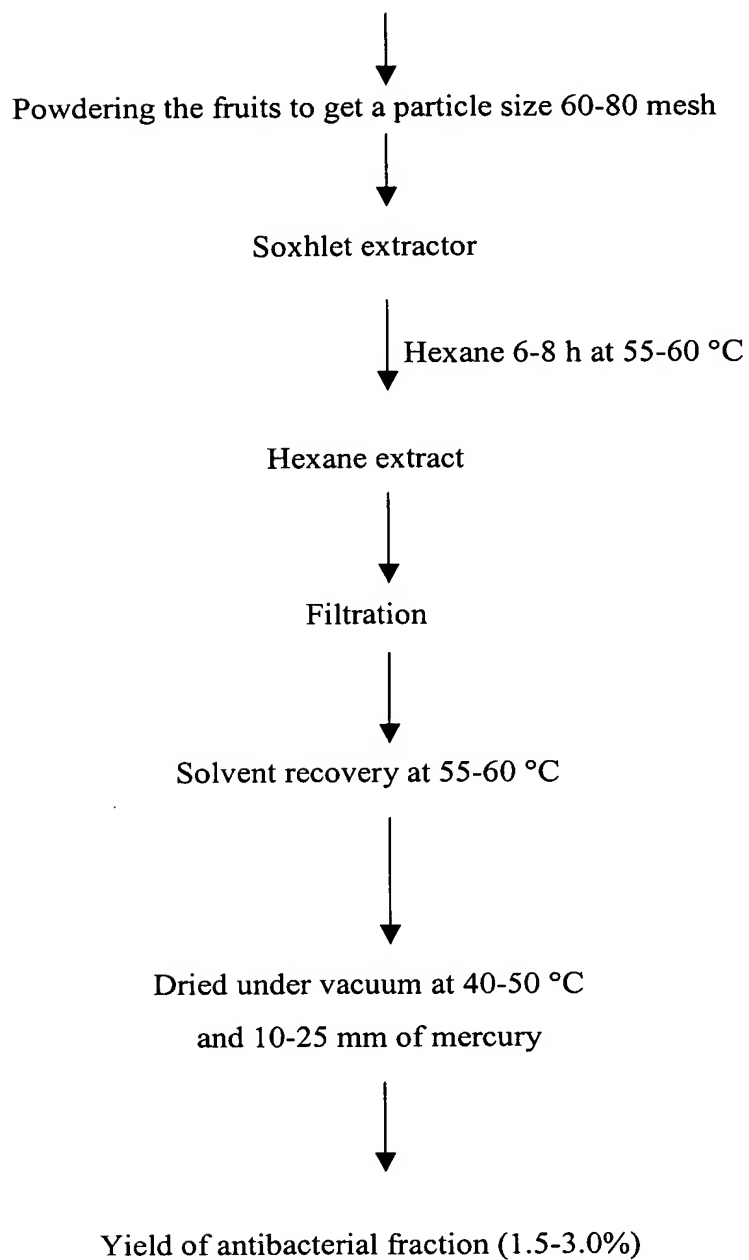 Powdering the fruits to get a particle size 60-80 mesh
Soxhlet extractor
Hexane 6-8 h at 55-60 °C
Hexane extract
Filtration
Solvent recovery at 55-60 °C
Dried under vacuum at 40-50 °C
and 10-25 mm of mercury
Yield of antibacterial fraction (1.5-3.0%)